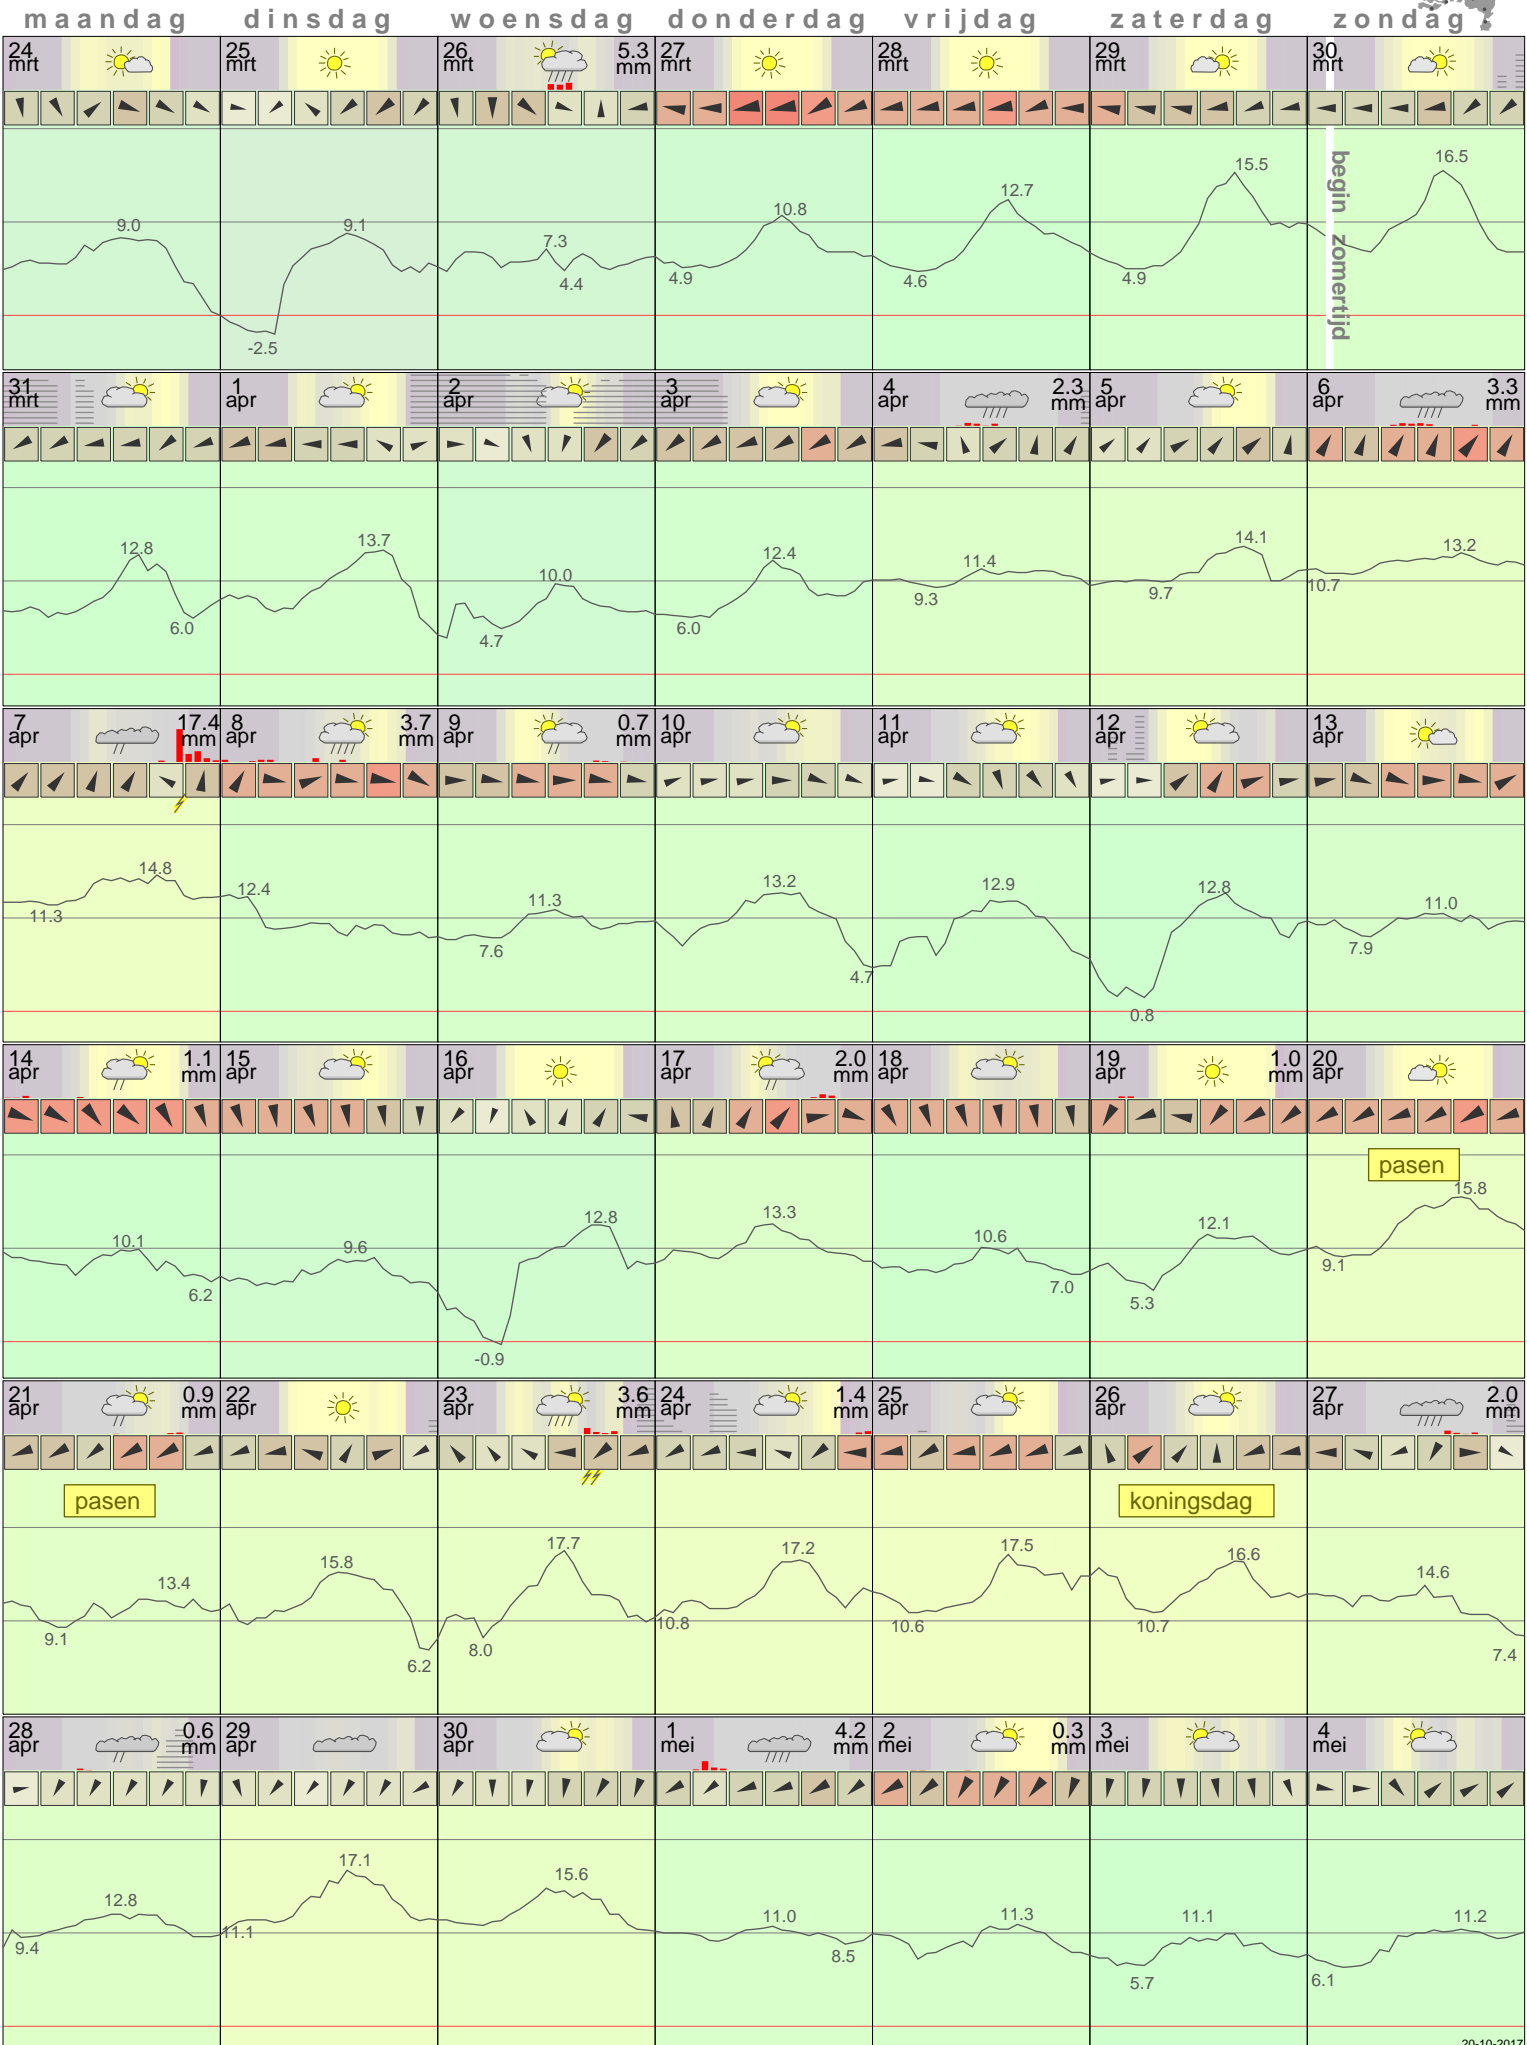 maandag dinsdag woensdag donderdag vrijdag zaterdag zondag
24 mrt
25 mrt
26 mrt 5.3 mm
27 mrt
28 mrt
29 mrt
30 mrt
9.0
-2.5
9.1
7.3
4.4
4.9
10.8
4.6
12.7
4.9
15.5
begin zomertijd
16.5
31 mrt
1 apr
2 apr
3 apr
4 apr 2.3 mm
5 apr
6 apr 3.3 mm
12.8
6.0
13.7
4.7
10.0
6.0
12.4
9.3
11.4
9.7
14.1
10.7
13.2
7 apr 17.4 mm
8 apr 3.7 mm
9 apr 0.7 mm
10 apr
11 apr
12 apr
13 apr
11.3
14.8
12.4
7.6
11.3
13.2
4.7
12.9
0.8
12.8
7.9
11.0
14 apr 1.1 mm
15 apr
16 apr
17 apr 2.0 mm
18 apr
19 apr 1.0 mm
20 apr
pasen
10.1
6.2
9.6
-0.9
12.8
13.3
10.6
7.0
5.3
12.1
9.1
15.8
21 apr 0.9 mm
22 apr
23 apr 3.6 mm
24 apr 1.4 mm
25 apr
26 apr
27 apr 2.0 mm
pasen
koningsdag
9.1
13.4
15.8
6.2
8.0
17.7
10.8
17.2
10.6
17.5
10.7
16.6
14.6
7.4
28 apr 0.6 mm
29 apr
30 apr
1 mei 4.2 mm
2 mei 0.3 mm
3 mei
4 mei
9.4
12.8
11.1
17.1
15.6
11.0
8.5
11.3
5.7
11.1
6.1
11.2
20-10-2017